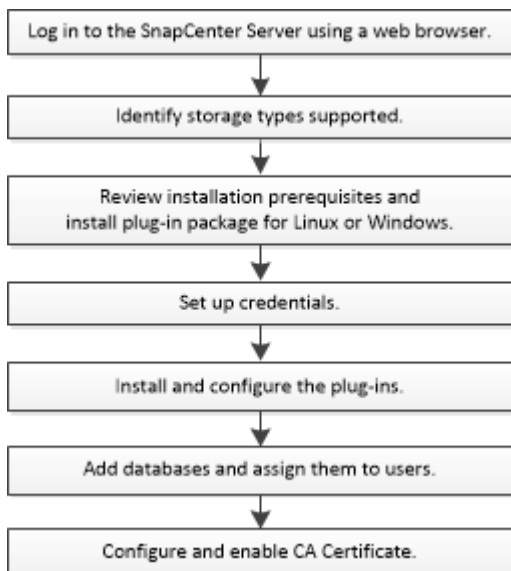 Log in to the SnapCenter Server using a web browser.
Identify storage types supported.
Review installation prerequisites and
install plug-in package for Linux or Windows.
Set up credentials.
Install and configure the plug-ins.
Add databases and assign them to users.
Configure and enable CA Certificate.